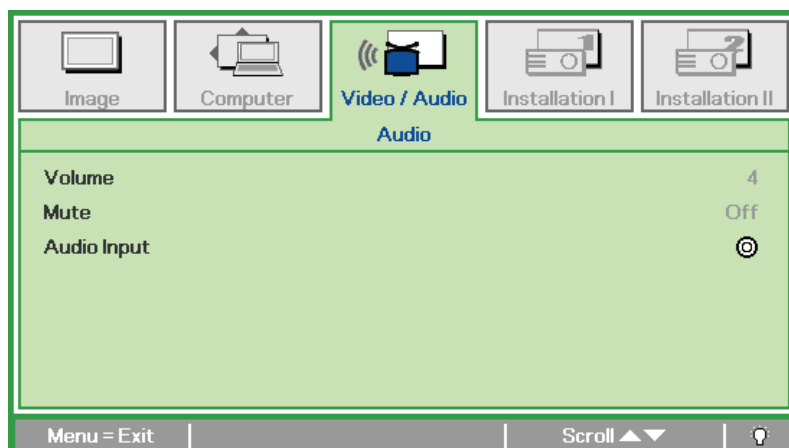 Image
Computer
Video / Audio
Installation I
Installation II
Audio
Volume 4
Mute Off
Audio Input
Menu = Exit Scroll